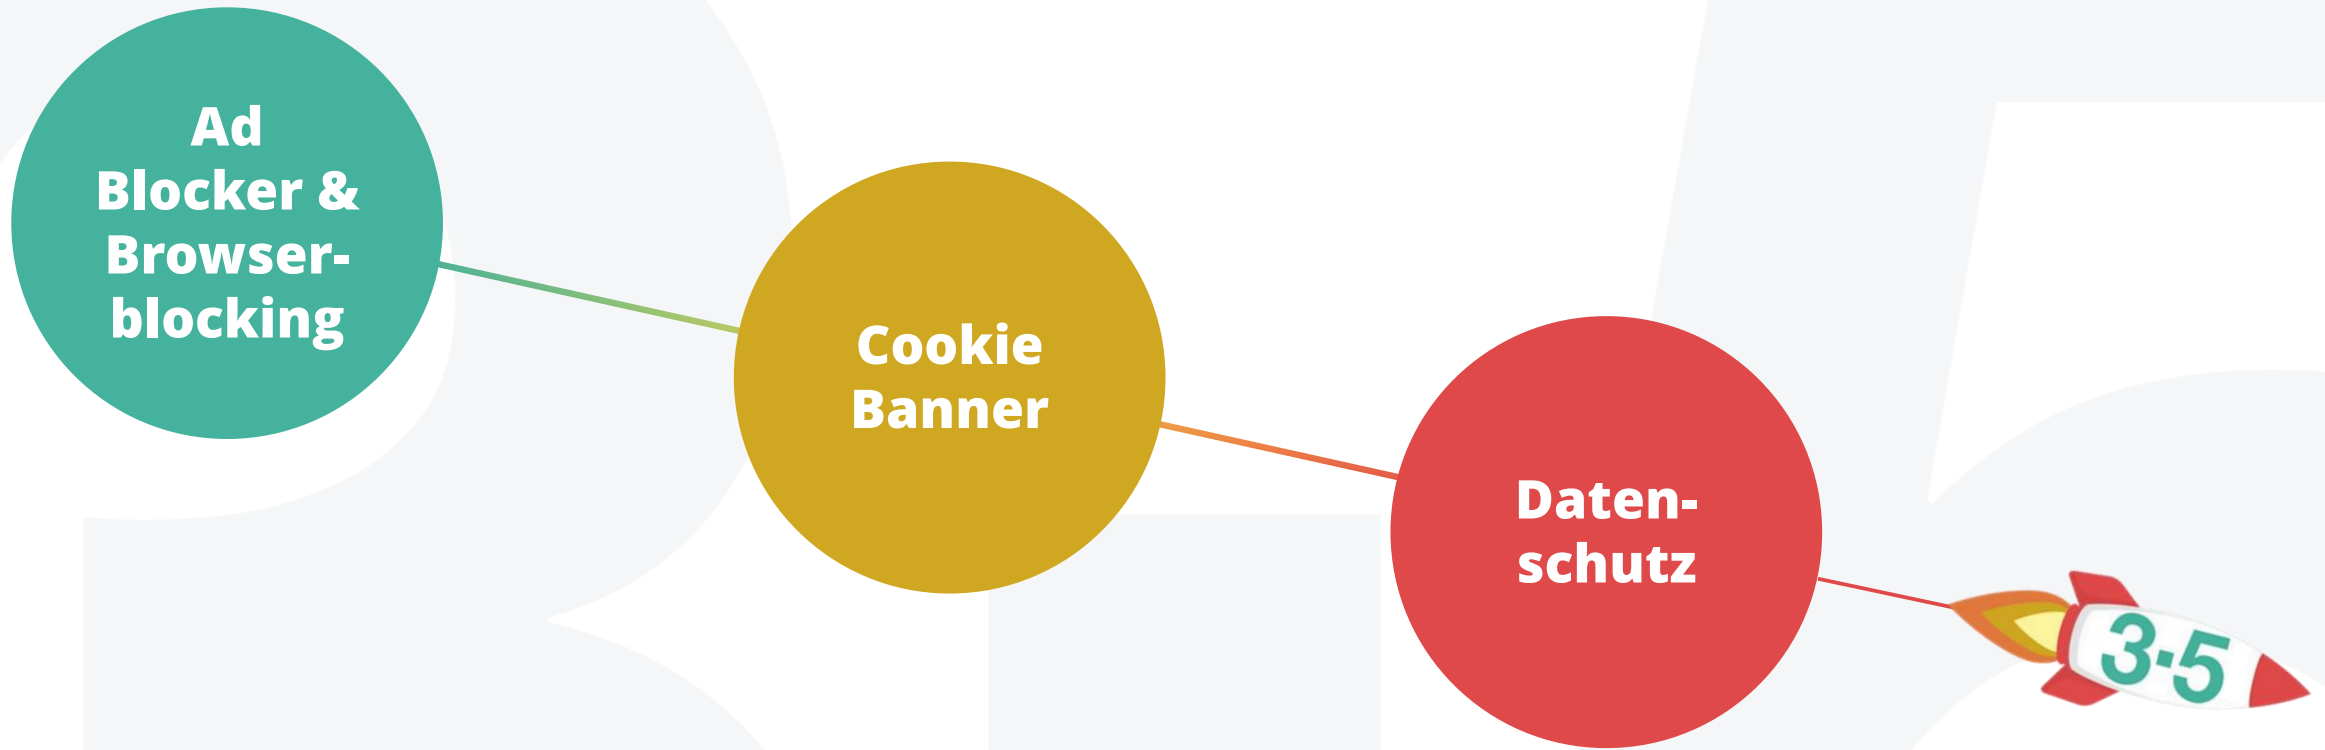 Ad
Blocker &
Browser-
blocking
Cookie
Banner
Daten-
schutz
3·5